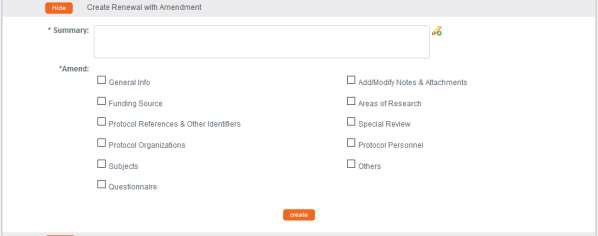 Hide Create Renewal with Amendment
* Summary:
*Amend:
General Info Add/Modify Notes & Attachments
Funding Source Areas of Research
Protocol References & Other Identifiers Special Review
Protocol Organizations Protocol Personnel
Subjects Others
Questionnaire
create